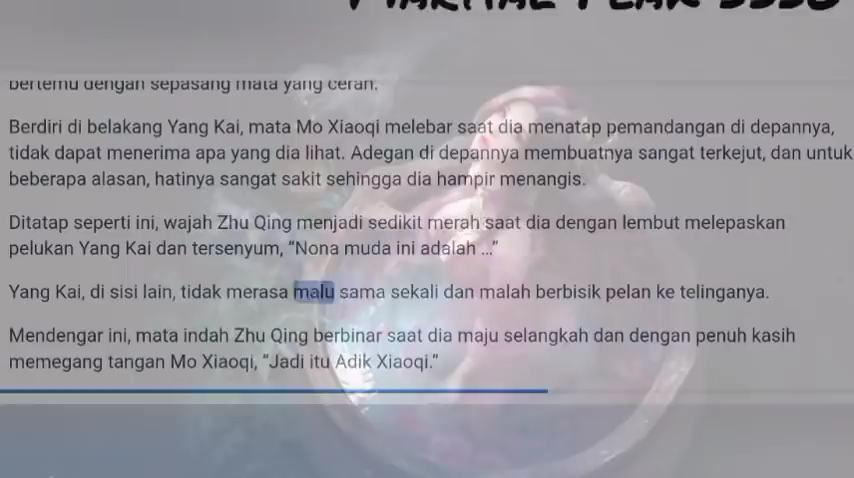 MARTIAL PEAK
bertemu dengan sepasang mata yang cerah.
Berdiri di belakang Yang Kai, mata Mo Xiaoqi melebar saat dia menatap pemandangan di depannya,
tidak dapat menerima apa yang dia lihat. Adegan di depannya membuatnya sangat terkejut, dan untuk
beberapa alasan, hatinya sangat sakit sehingga dia hampir menangis.
Ditatap seperti ini, wajah Zhu Qing menjadi sedikit merah saat dia dengan lembut melepaskan
pelukan Yang Kai dan tersenyum, “Nona muda ini adalah …”
Yang Kai, di sisi lain, tidak merasa malu sama sekali dan malah berbisik pelan ke telinganya.
Mendengar ini, mata indah Zhu Qing berbinar saat dia maju selangkah dan dengan penuh kasih
memegang tangan Mo Xiaoqi, “Jadi itu Adik Xiaoqi.”